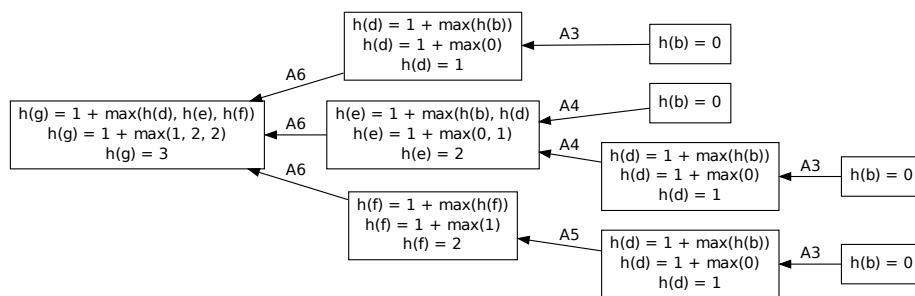 h(d) = 1 + max(h(b))
h(d) = 1 + max(0)
h(d) = 1
A3
h(b) = 0
A6
h(g) = 1 + max(h(d), h(e), h(f))
h(g) = 1 + max(1, 2, 2)
h(g) = 3
A6
h(e) = 1 + max(h(b), h(d)
h(e) = 1 + max(0, 1)
h(e) = 2
A4
h(b) = 0
A4
h(d) = 1 + max(h(b))
h(d) = 1 + max(0)
h(d) = 1
A3
h(b) = 0
A6
h(f) = 1 + max(h(f))
h(f) = 1 + max(1)
h(f) = 2
A5
h(d) = 1 + max(h(b))
h(d) = 1 + max(0)
h(d) = 1
A3
h(b) = 0